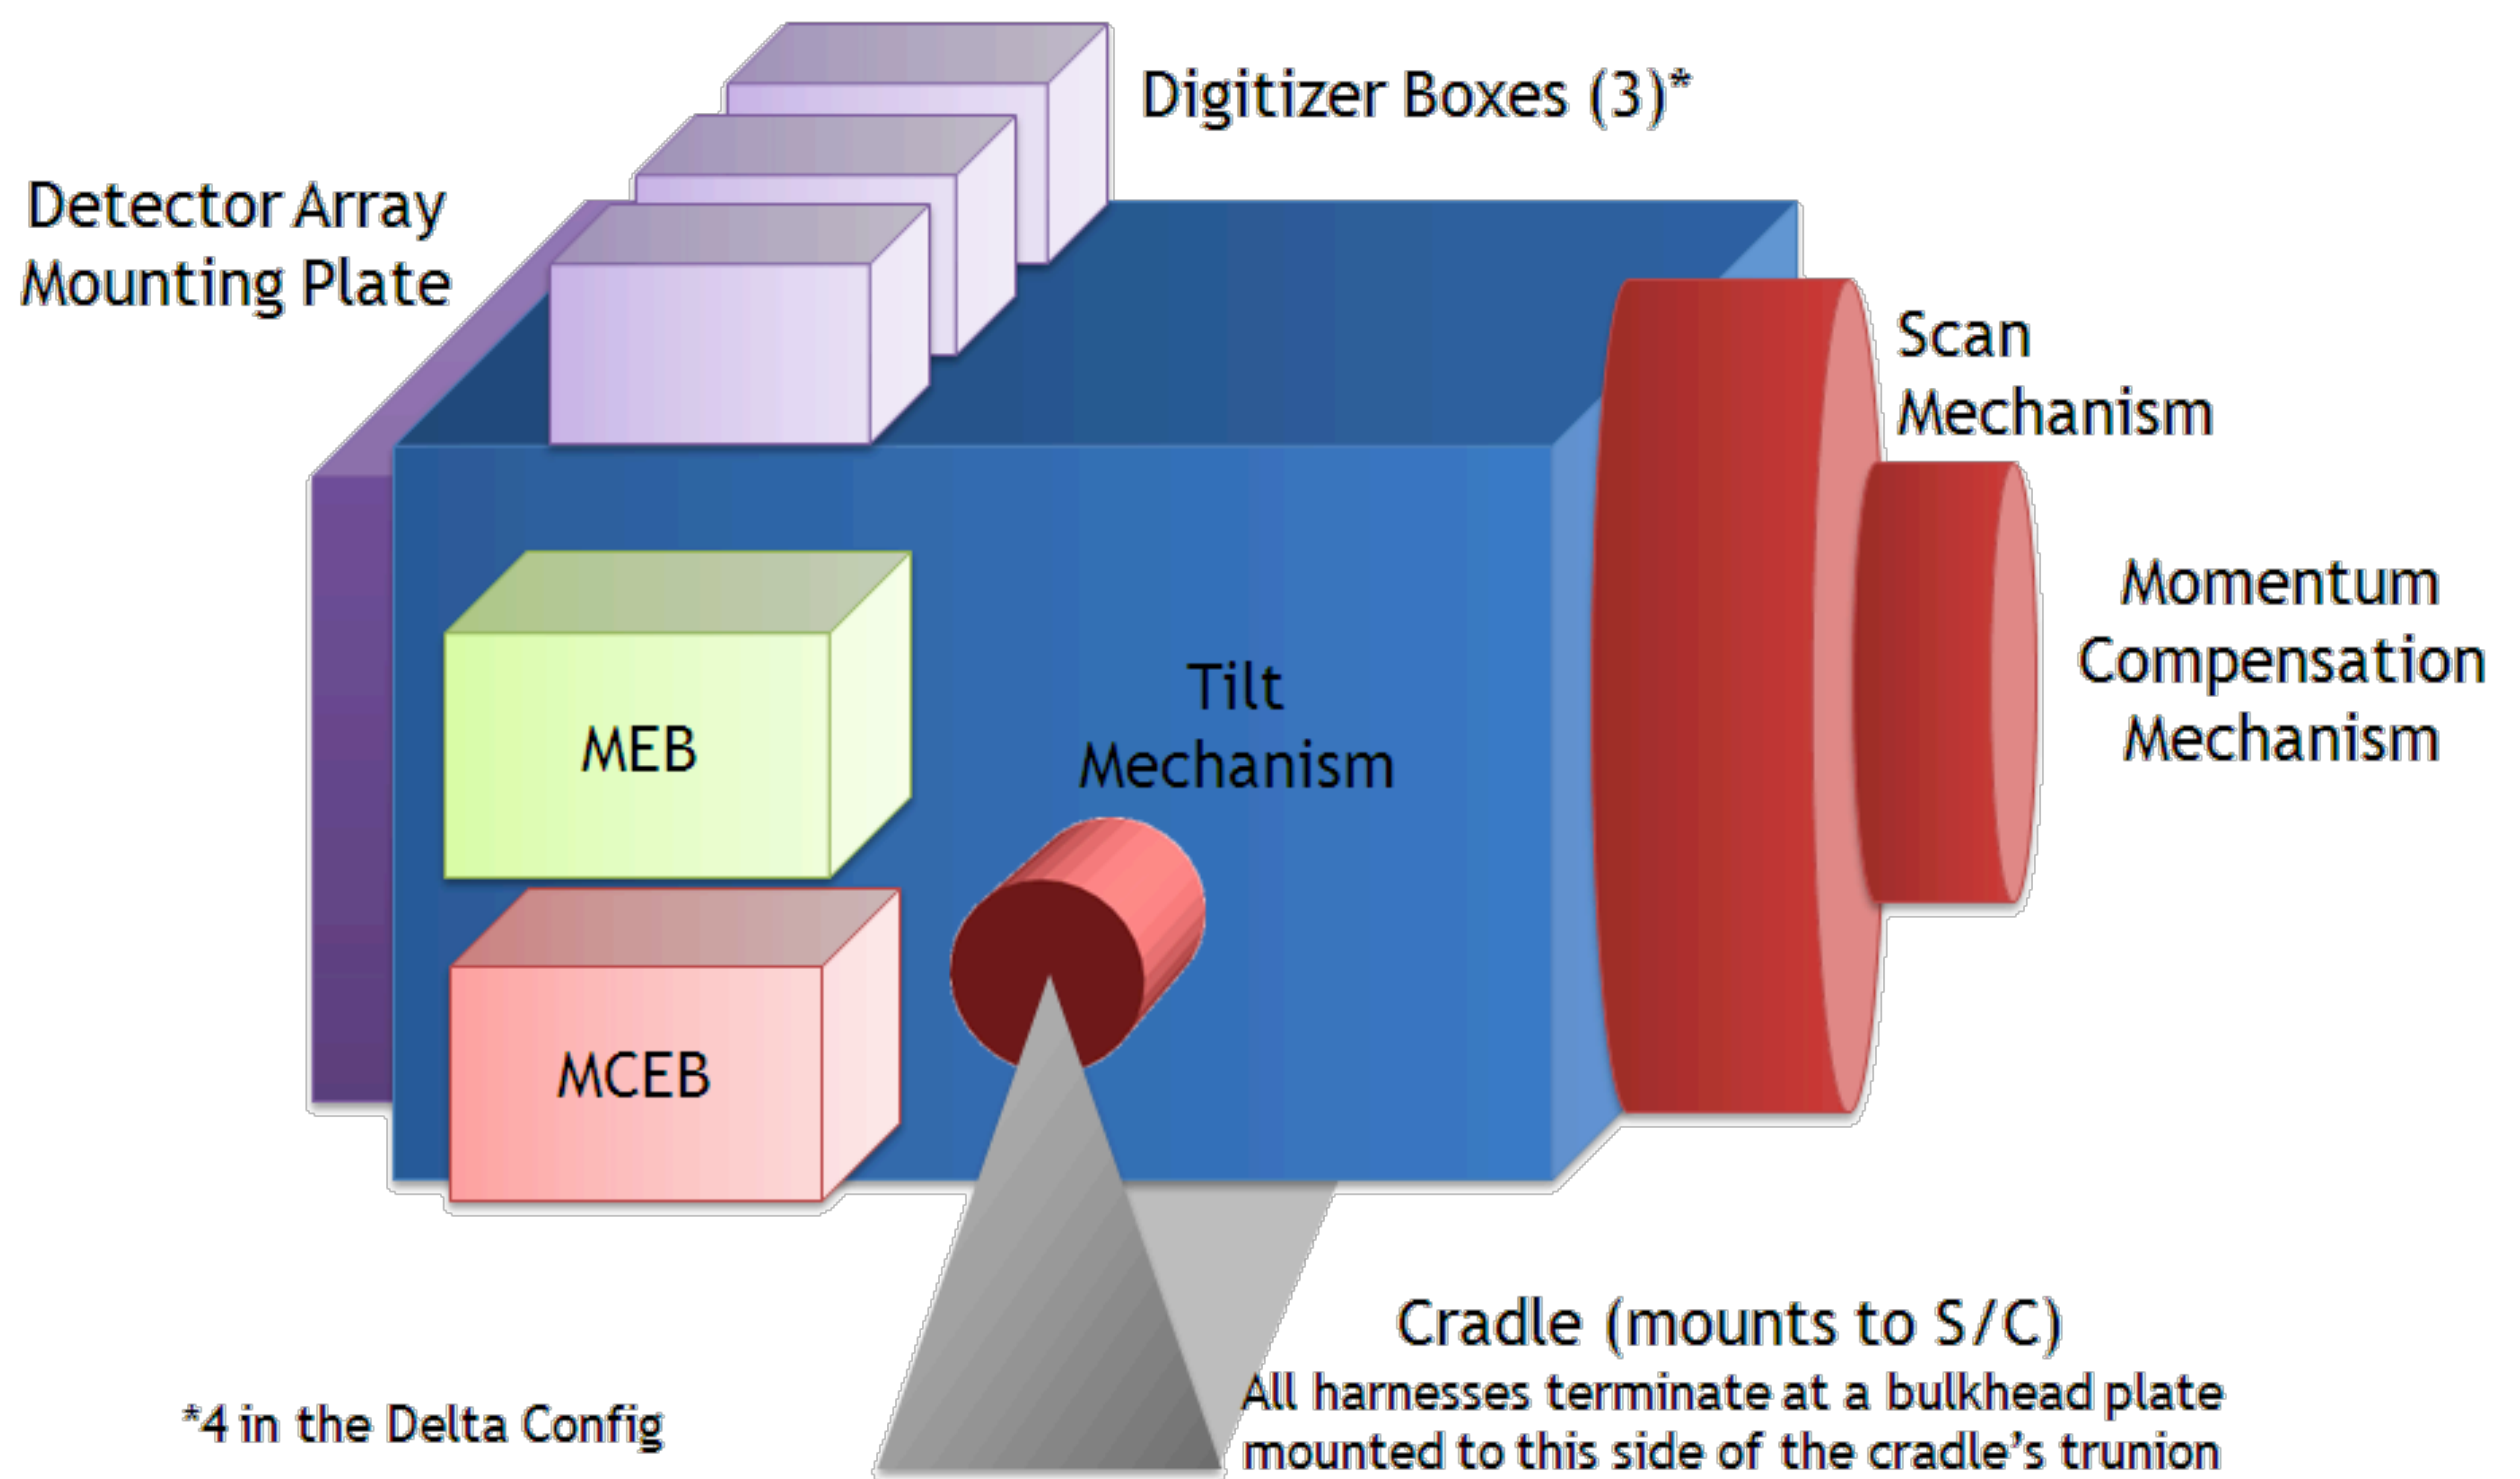 Digitizer Boxes (3)*
Detector Array
Mounting Plate
Scan
Mechanism
Momentum
Compensation
Mechanism
Tilt
Mechanism
MEB
MCEB
Cradle (mounts to S/C)
All harnesses terminate at a bulkhead plate
mounted to this side of the cradle’s trunion
*4 in the Delta Config